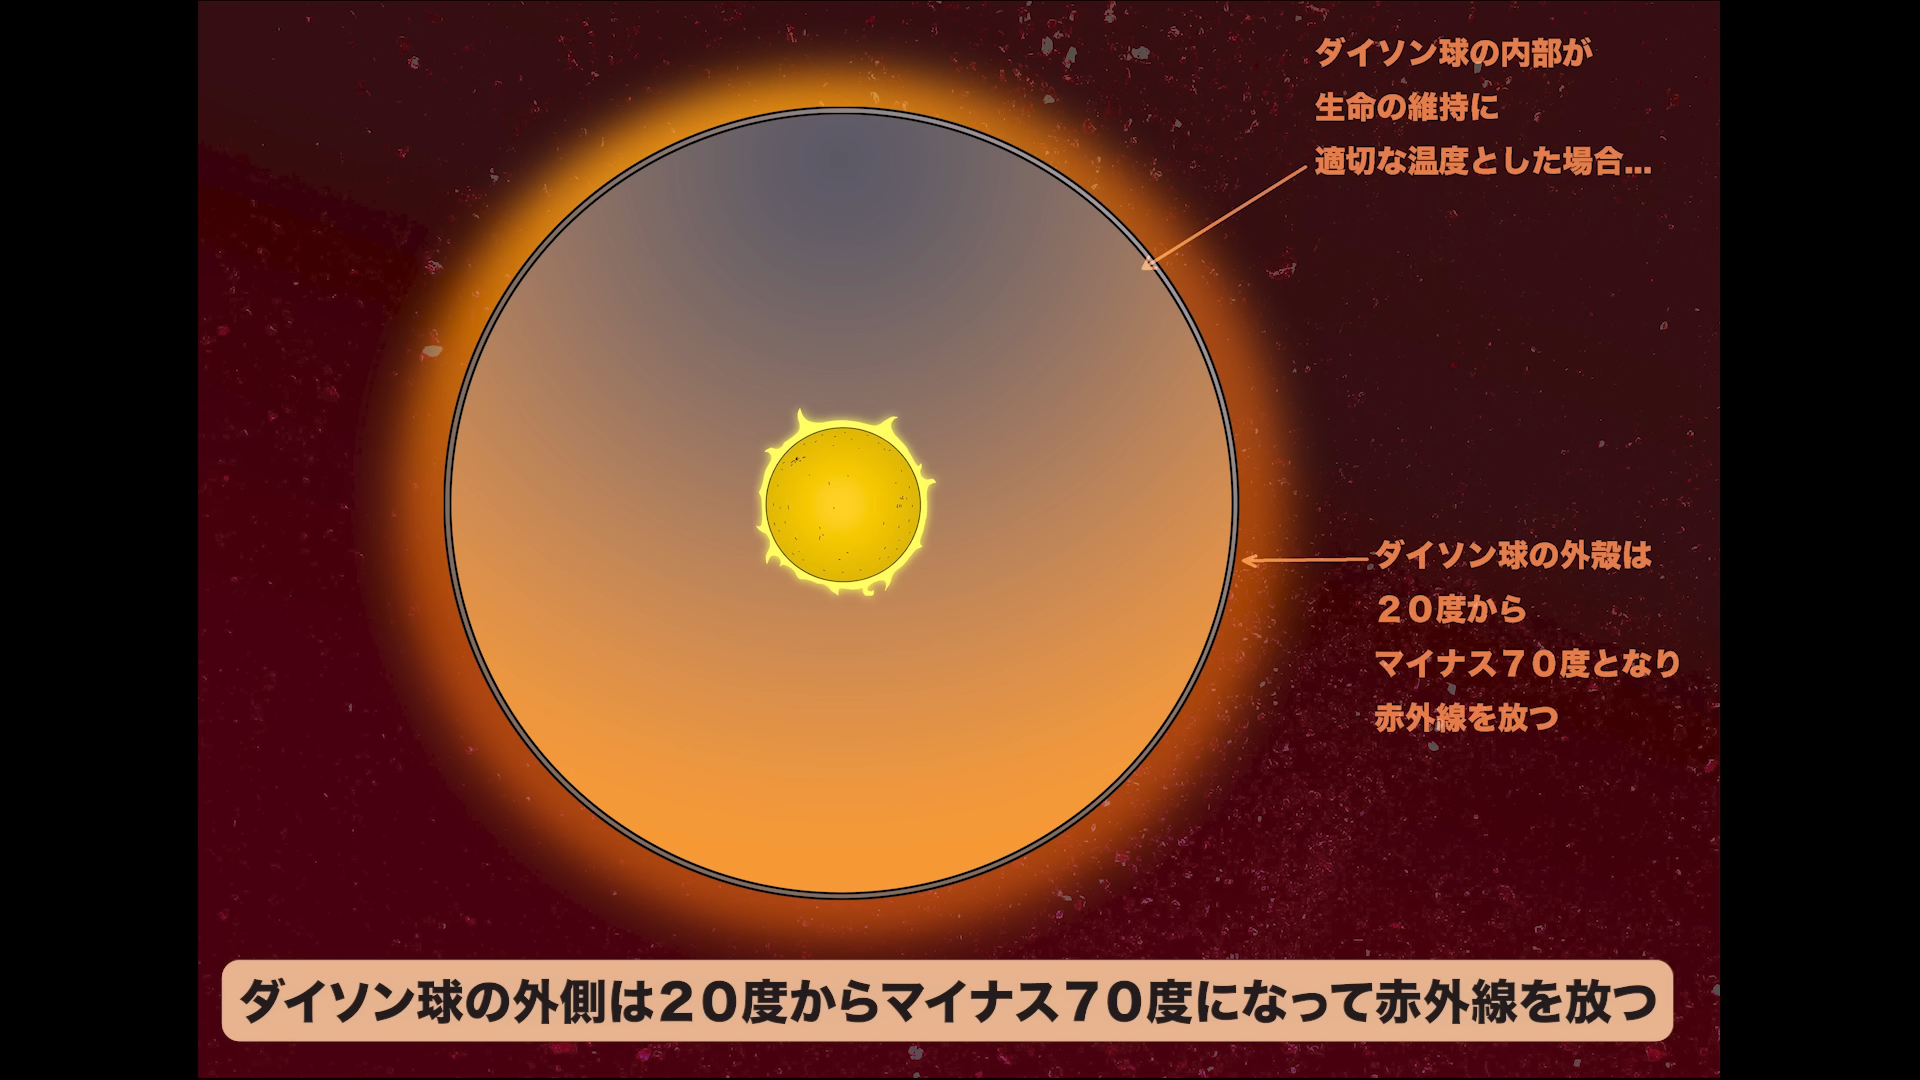 ダイソン球の内部が
生命の維持に
適切な温度とした場合…
ダイソン球の外殻は
２０度から
マイナス７０度となり
赤外線を放つ
ダイソン球の外側は２０度からマイナス７０度になって赤外線を放つ